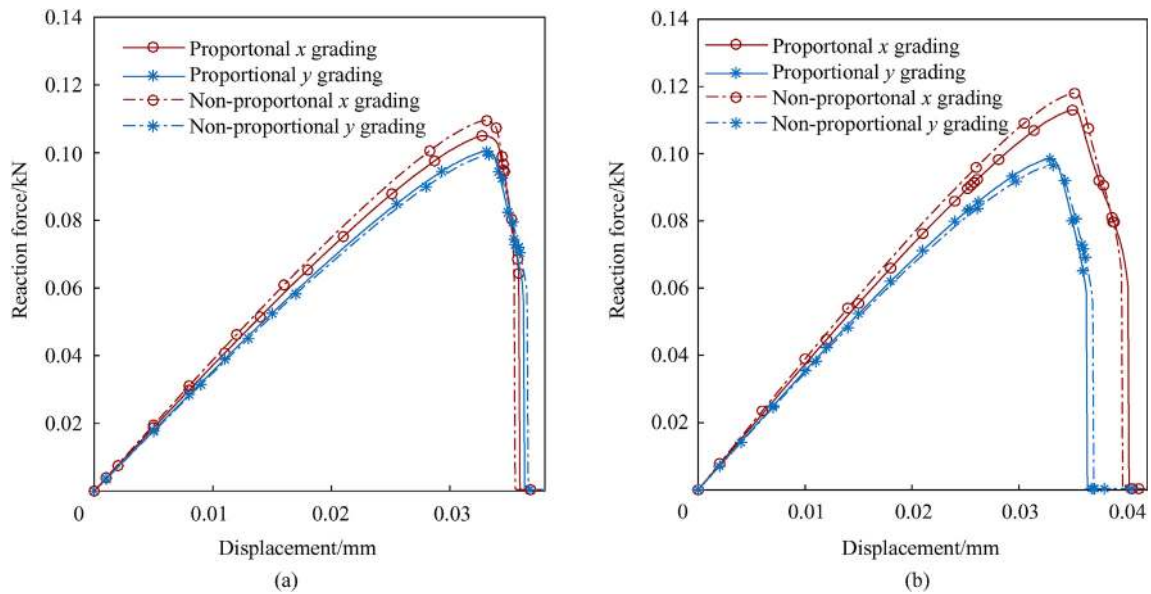 0.14
0.12
0.10
0.08
0.06
0.04
0.02
0
0.01
0.02
0.03
Reaction force/kN
Displacement/mm
Proportonal x grading
Proportional y grading
Non-proportonal x grading
Non-proportional y grading
(a)
0.14
0.12
0.10
0.08
0.06
0.04
0.02
0
0.01
0.02
0.03
0.04
Reaction force/kN
Displacement/mm
Proportonal x grading
Proportional y grading
Non-proportonal x grading
Non-proportional y grading
(b)